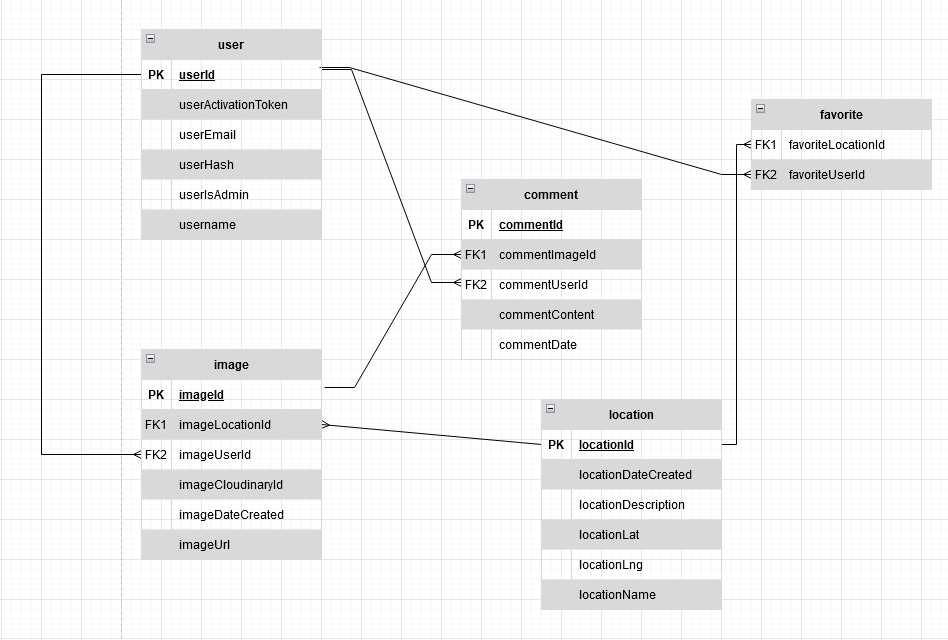 user
PK userId
userActivationToken
userEmail
userHash
userIsAdmin
username
favorite
FK1 favoriteLocationId
FK2 favoriteUserId
comment
PK commentId
FK1 commentImageId
FK2 commentUserId
commentContent
commentDate
image
PK imageId
FK1 imageLocationId
FK2 imageUserId
imageCloudinaryId
imageDateCreated
imageUrl
location
PK locationId
locationDateCreated
locationDescription
locationLat
locationLng
locationName